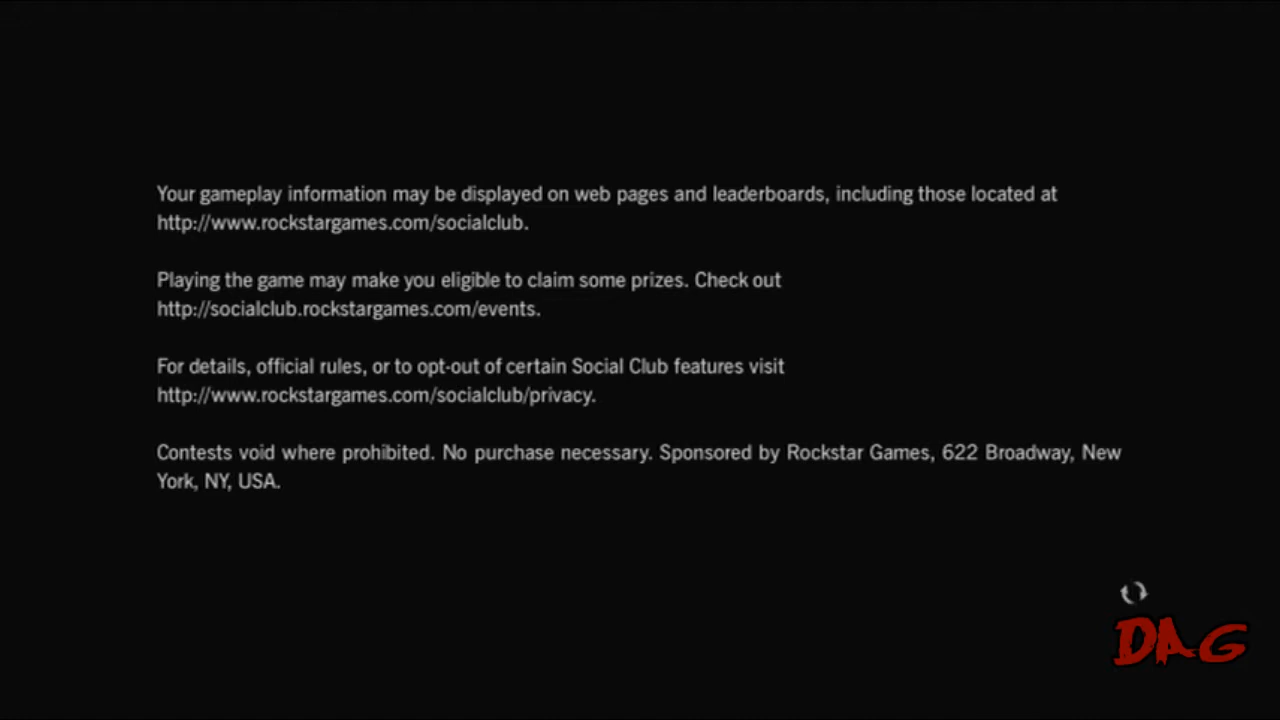 Your gameplay information may be displayed on web pages and leaderboards, including those located at
http://www.rockstargames.com/socialclub.
Playing the game may make you eligible to claim some prizes. Check out
http://socialclub.rockstargames.com/events.
For details, official rules, or to opt-out of certain Social Club features visit
http://www.rockstargames.com/socialclub/privacy.
Contests void where prohibited. No purchase necessary. Sponsored by Rockstar Games, 622 Broadway, New
York, NY, USA.
DAG